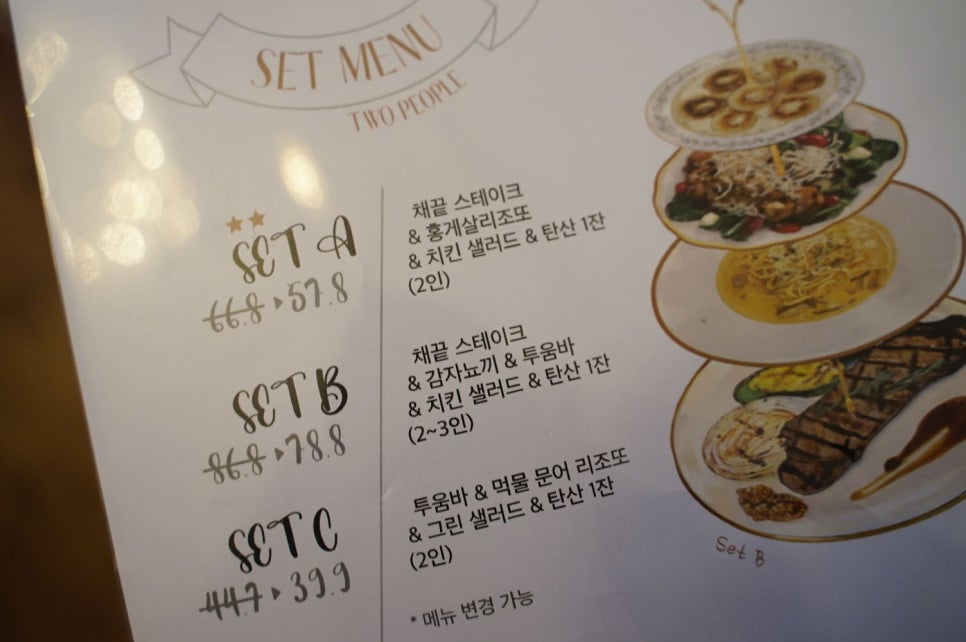 SET MENU
TWO PEOPLE
SET A
66.8 ▸ 57.8
채끝 스테이크
& 홍게살리조또
& 치킨 샐러드 & 탄산 1잔
(2인)
SET B
86.8 ▸ 78.8
채끝 스테이크
& 감자뇨끼 & 투움바
& 치킨 샐러드 & 탄산 1잔
(2~3인)
SET C
44.7 ▸ 39.9
투움바 & 먹물 문어 리조또
& 그린 샐러드 & 탄산 1잔
(2인)
* 메뉴 변경 가능
Set B